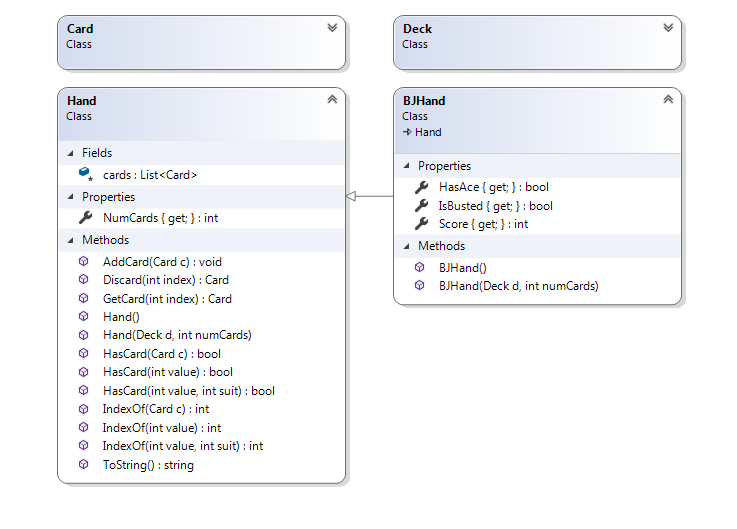 Card
Class
Deck
Class
Hand
Class
Fields
cards : List<Card>
Properties
NumCards { get; } : int
Methods
AddCard(Card c) : void
Discard(int index) : Card
GetCard(int index) : Card
Hand()
Hand(Deck d, int numCards)
HasCard(Card c) : bool
HasCard(int value) : bool
HasCard(int value, int suit) : bool
IndexOf(Card c) : int
IndexOf(int value) : int
IndexOf(int value, int suit) : int
ToString() : string
BJHand
Class
Hand
Properties
HasAce { get; } : bool
IsBusted { get; } : bool
Score { get; } : int
Methods
BJHand()
BJHand(Deck d, int numCards)